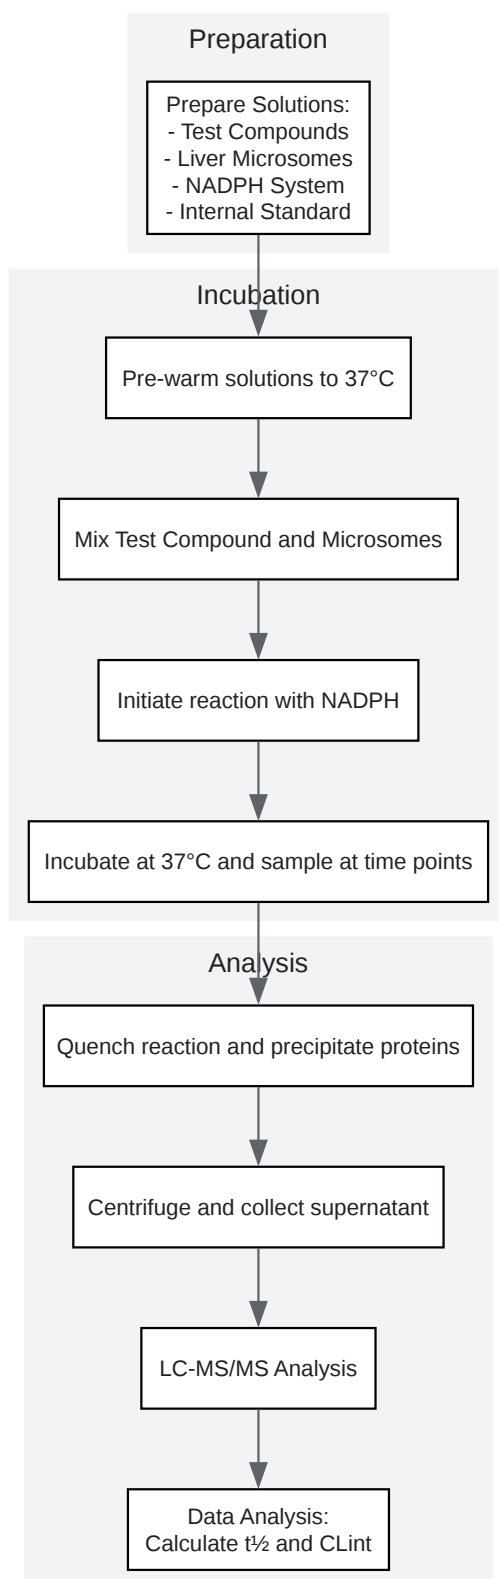 Preparation
Prepare Solutions:
- Test Compounds
- Liver Microsomes
- NADPH System
- Internal Standard
Incubation
Pre-warm solutions to 37°C
Mix Test Compound and Microsomes
Initiate reaction with NADPH
Incubate at 37°C and sample at time points
Analysis
Quench reaction and precipitate proteins
Centrifuge and collect supernatant
LC-MS/MS Analysis
Data Analysis:
Calculate t½ and CLint